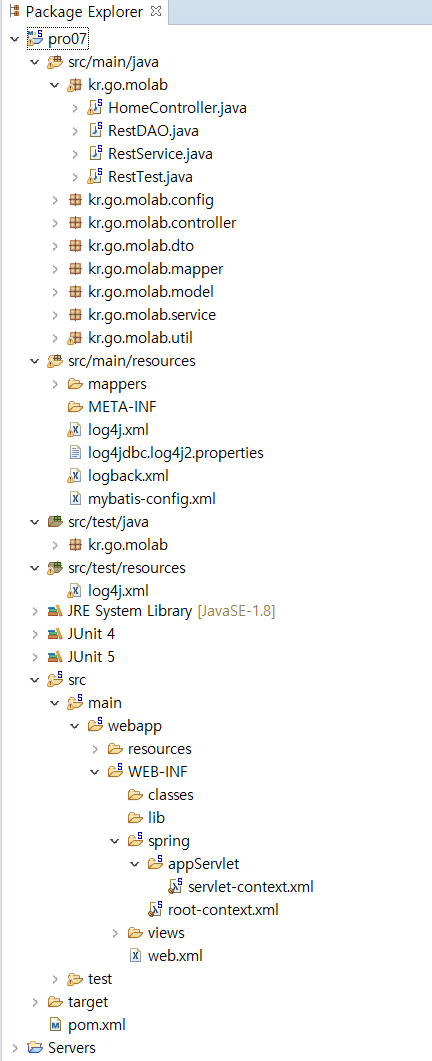 Package Explorer
pro07
src/main/java
kr.go.molab
HomeController.java
RestDAO.java
RestService.java
RestTest.java
kr.go.molab.config
kr.go.molab.controller
kr.go.molab.dto
kr.go.molab.mapper
kr.go.molab.model
kr.go.molab.service
kr.go.molab.util
src/main/resources
mappers
META-INF
log4j.xml
log4jdbc.log4j2.properties
logback.xml
mybatis-config.xml
src/test/java
kr.go.molab
src/test/resources
log4j.xml
JRE System Library [JavaSE-1.8]
JUnit 4
JUnit 5
src
main
webapp
resources
WEB-INF
classes
lib
spring
appServlet
servlet-context.xml
root-context.xml
views
web.xml
test
target
pom.xml
Servers